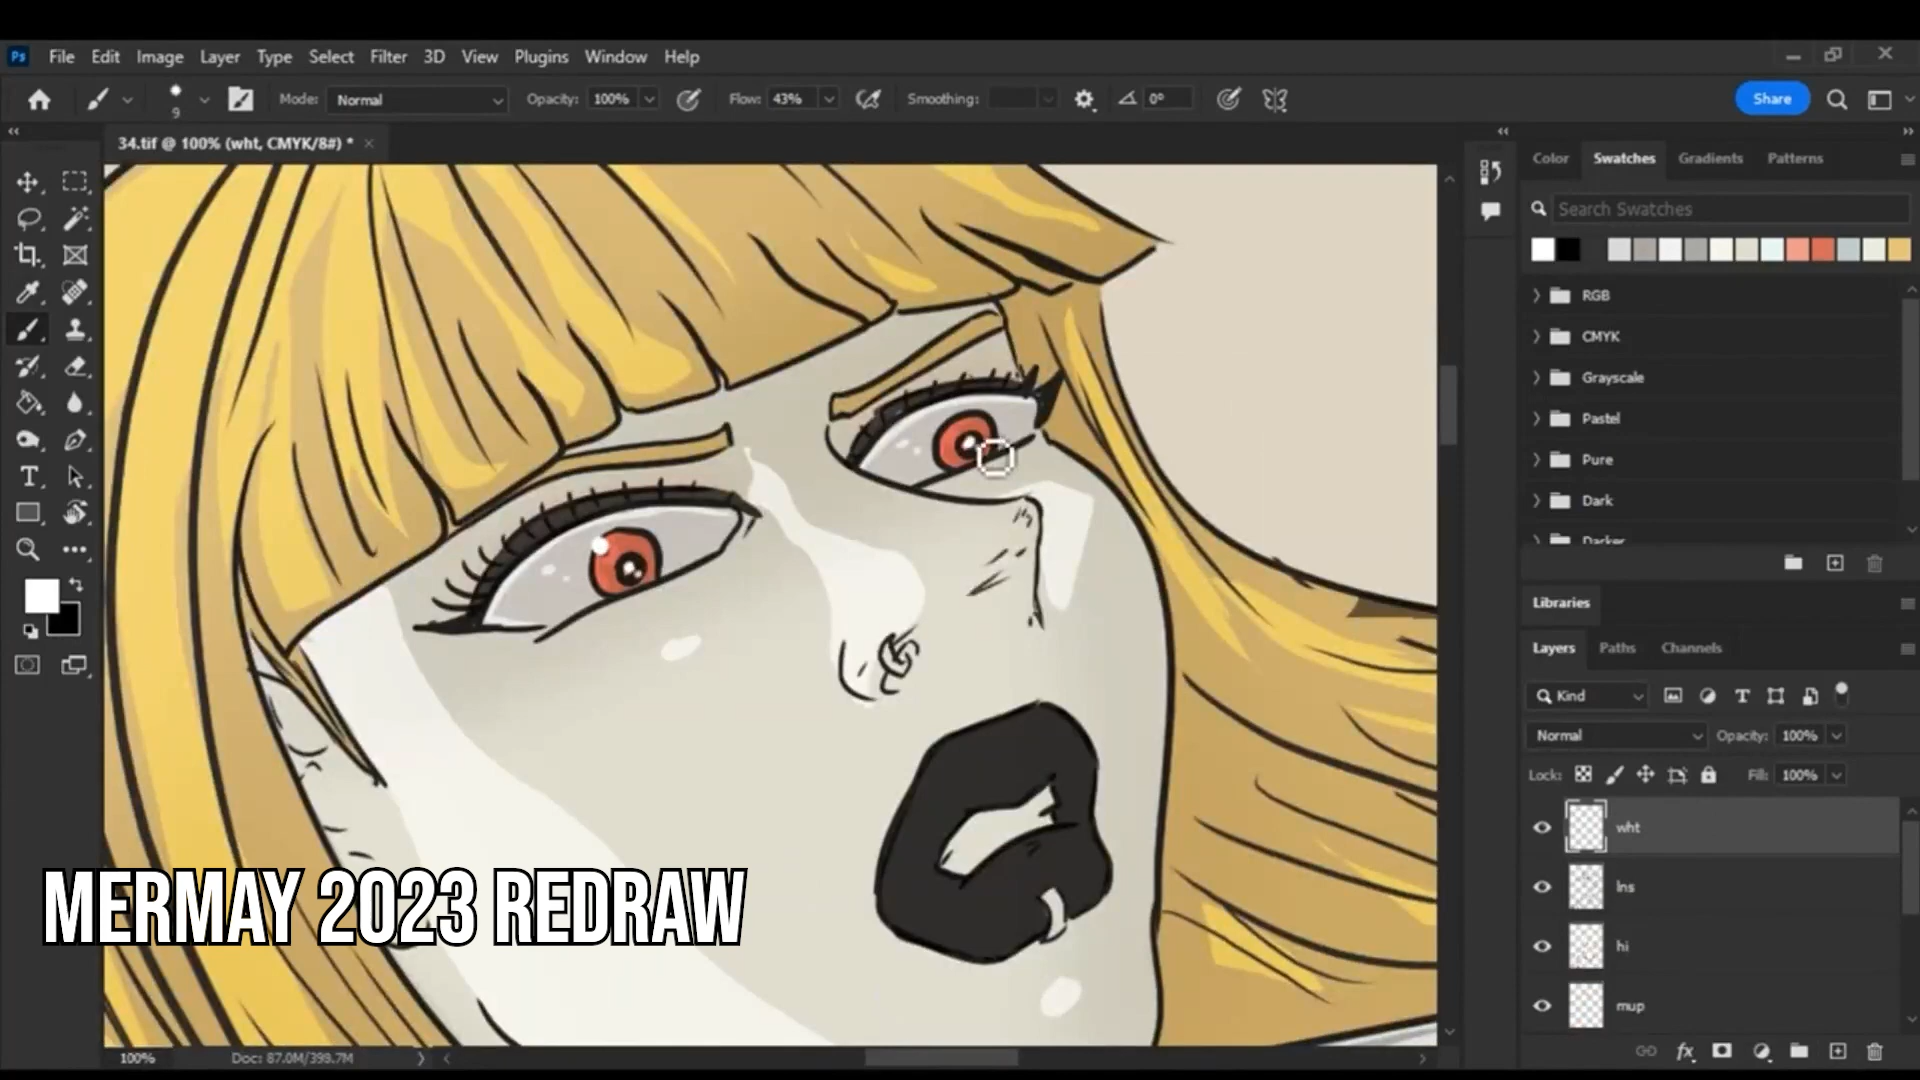 Ps File Edit Image Layer Type Select Filter 3D View Plugins Window Help
9 Mode: Normal Opacity: 100% Flow: 43% Smoothing: 0° Share
34.tif @ 100% (wht, CMYK/8#) *
Color Swatches Gradients Patterns
Search Swatches
RGB
CMYK
Grayscale
Pastel
Pure
Dark
Darker
Libraries
Layers Paths Channels
Kind
Normal Opacity: 100%
Lock: Fill: 100%
wht
lns
hi
mup
MERMAY 2023 REDRAW
100% Doc: 87.0M/399.7M